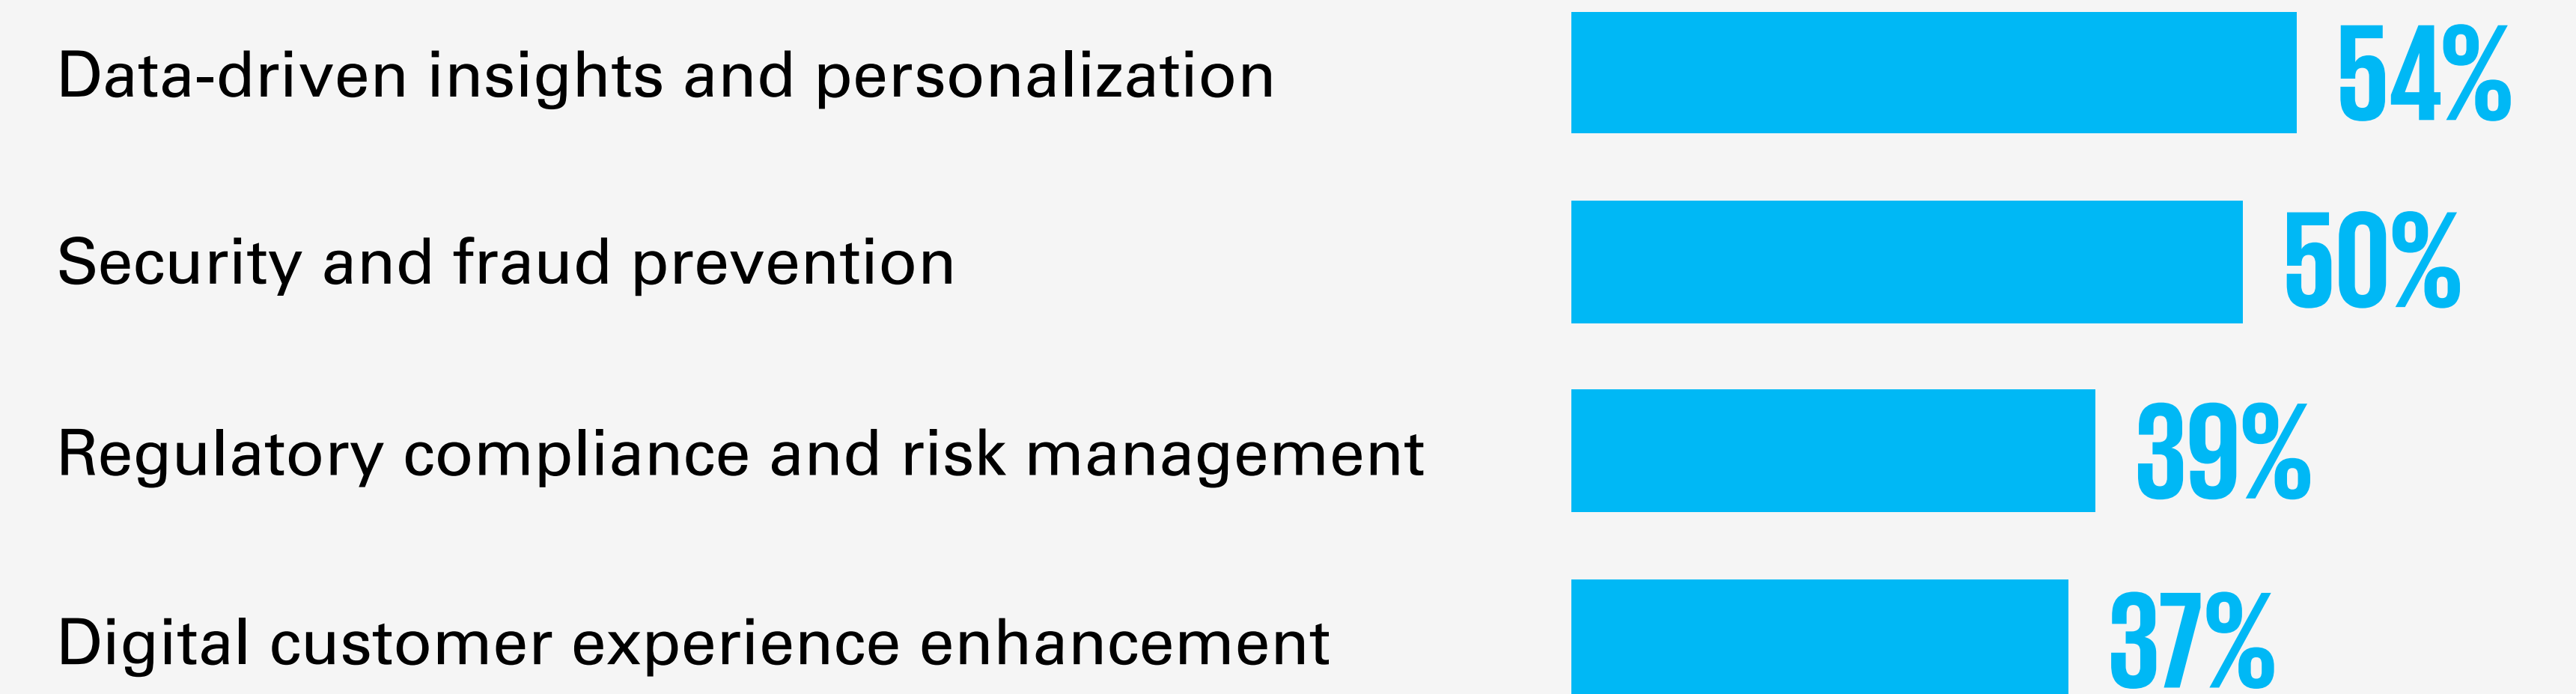 Data-driven insights and personalization 54%
Security and fraud prevention 50%
Regulatory compliance and risk management 39%
Digital customer experience enhancement 37%